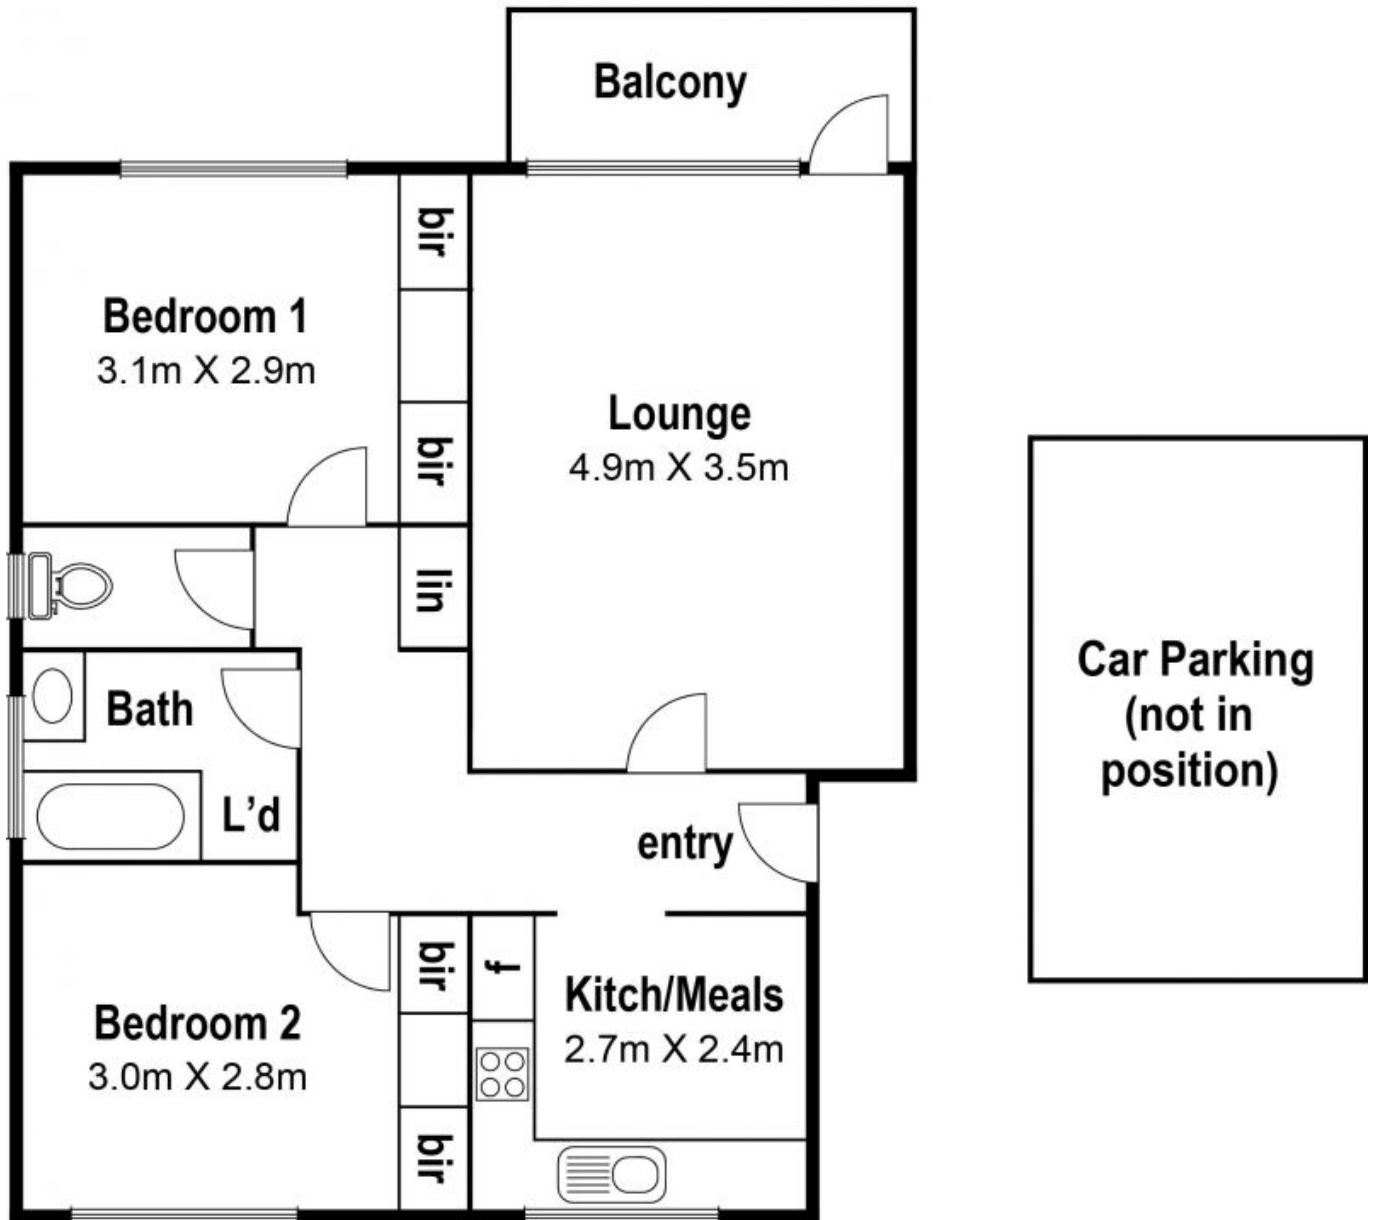 Balcony
bir
Bedroom 1
3.1m X 2.9m
Lounge
4.9m X 3.5m
bir
lin
Bath
L'd
Car Parking
(not in
position)
entry
bir
f
Kitch/Meals
2.7m X 2.4m
Bedroom 2
3.0m X 2.8m
bir